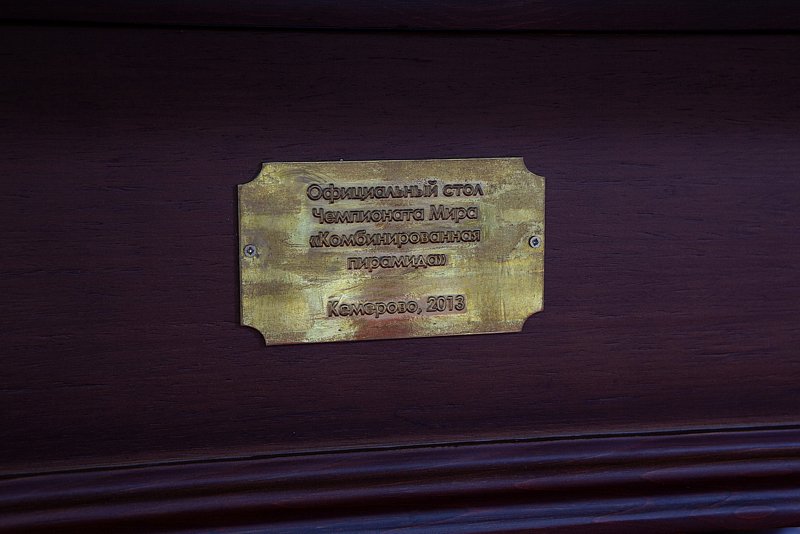 Официальный стол
Чемпионата Мира
«Комбинированная
пирамида»
Кемерово, 2013